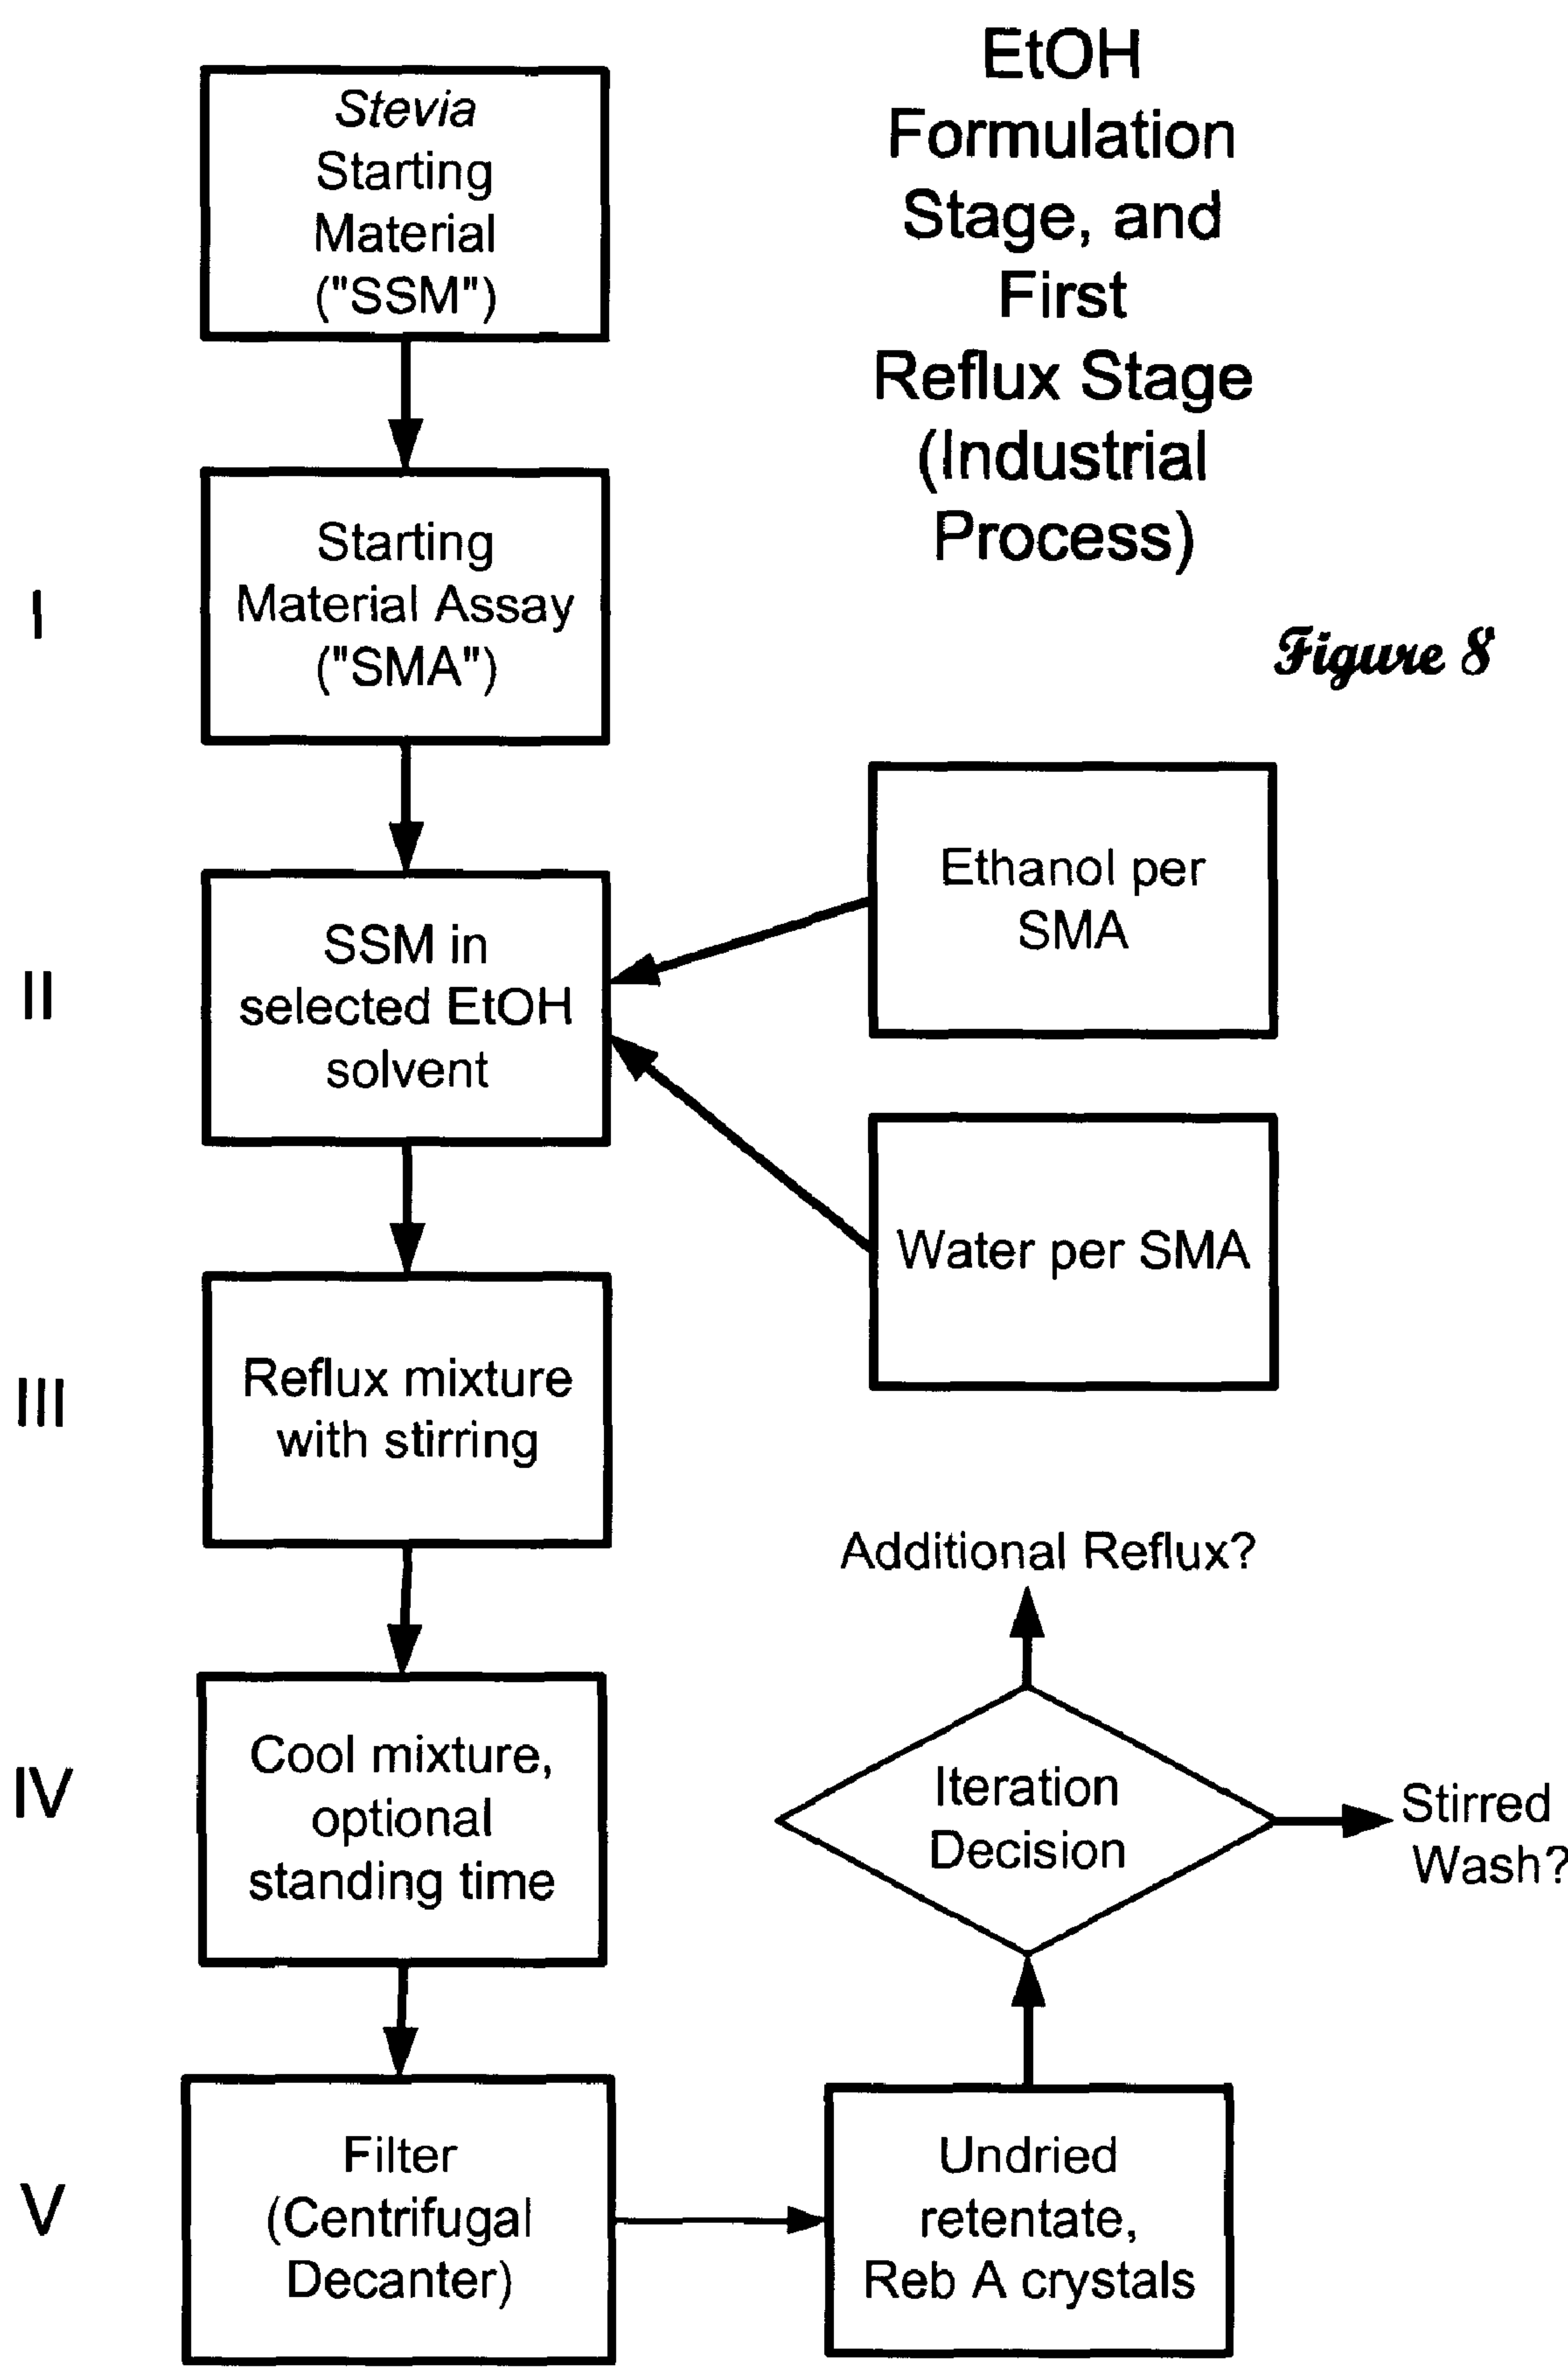 EtOH
Formulation
Stage, and
First
Reflux Stage
(Industrial
Process)
Figure 8
Stevia
Starting
Material
("SSM")
I
Starting
Material Assay
("SMA")
II
SSM in
selected EtOH
solvent
Ethanol per
SMA
Water per SMA
III
Reflux mixture
with stirring
IV
Cool mixture,
optional
standing time
V
Filter
(Centrifugal
Decanter)
Undried
retentate,
Reb A crystals
Iteration
Decision
Additional Reflux?
Stirred
Wash?